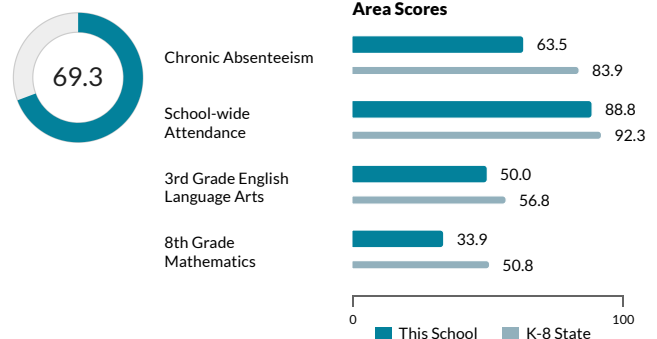 Area Scores
69.3
Chronic Absenteeism
63.5
83.9
School-wide
Attendance
88.8
92.3
3rd Grade English
Language Arts
50.0
56.8
8th Grade
Mathematics
33.9
50.8
0
100
This School
K-8 State